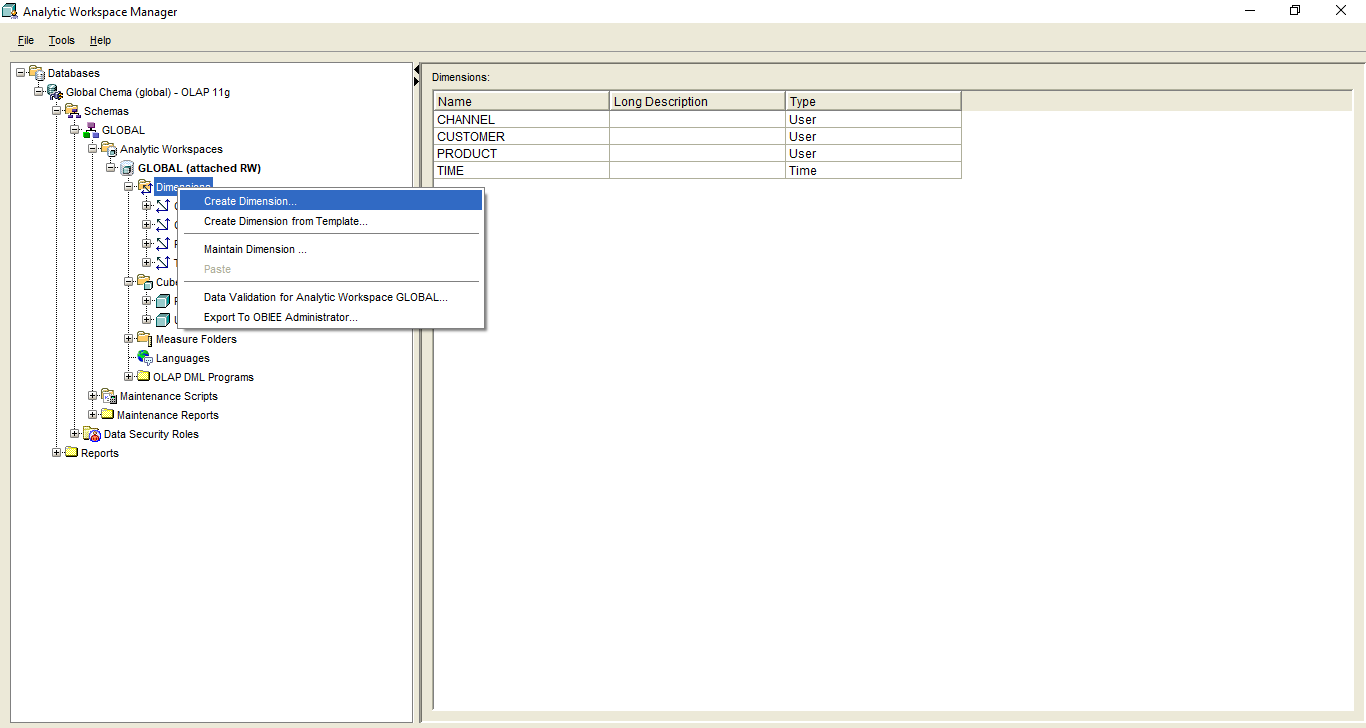 Analytic Workspace Manager
File Tools Help
Databases
Global Chema (global) - OLAP 11g
Schemas
GLOBAL
Analytic Workspaces
GLOBAL (attached RW)
Dimensions
Create Dimension...
Create Dimension from Template...
Maintain Dimension ...
Paste
Data Validation for Analytic Workspace GLOBAL...
Export To OBIEE Administrator...
Measure Folders
Languages
OLAP DML Programs
Maintenance Scripts
Maintenance Reports
Data Security Roles
Reports
Dimensions:
Name Long Description Type
CHANNEL User
CUSTOMER User
PRODUCT User
TIME Time